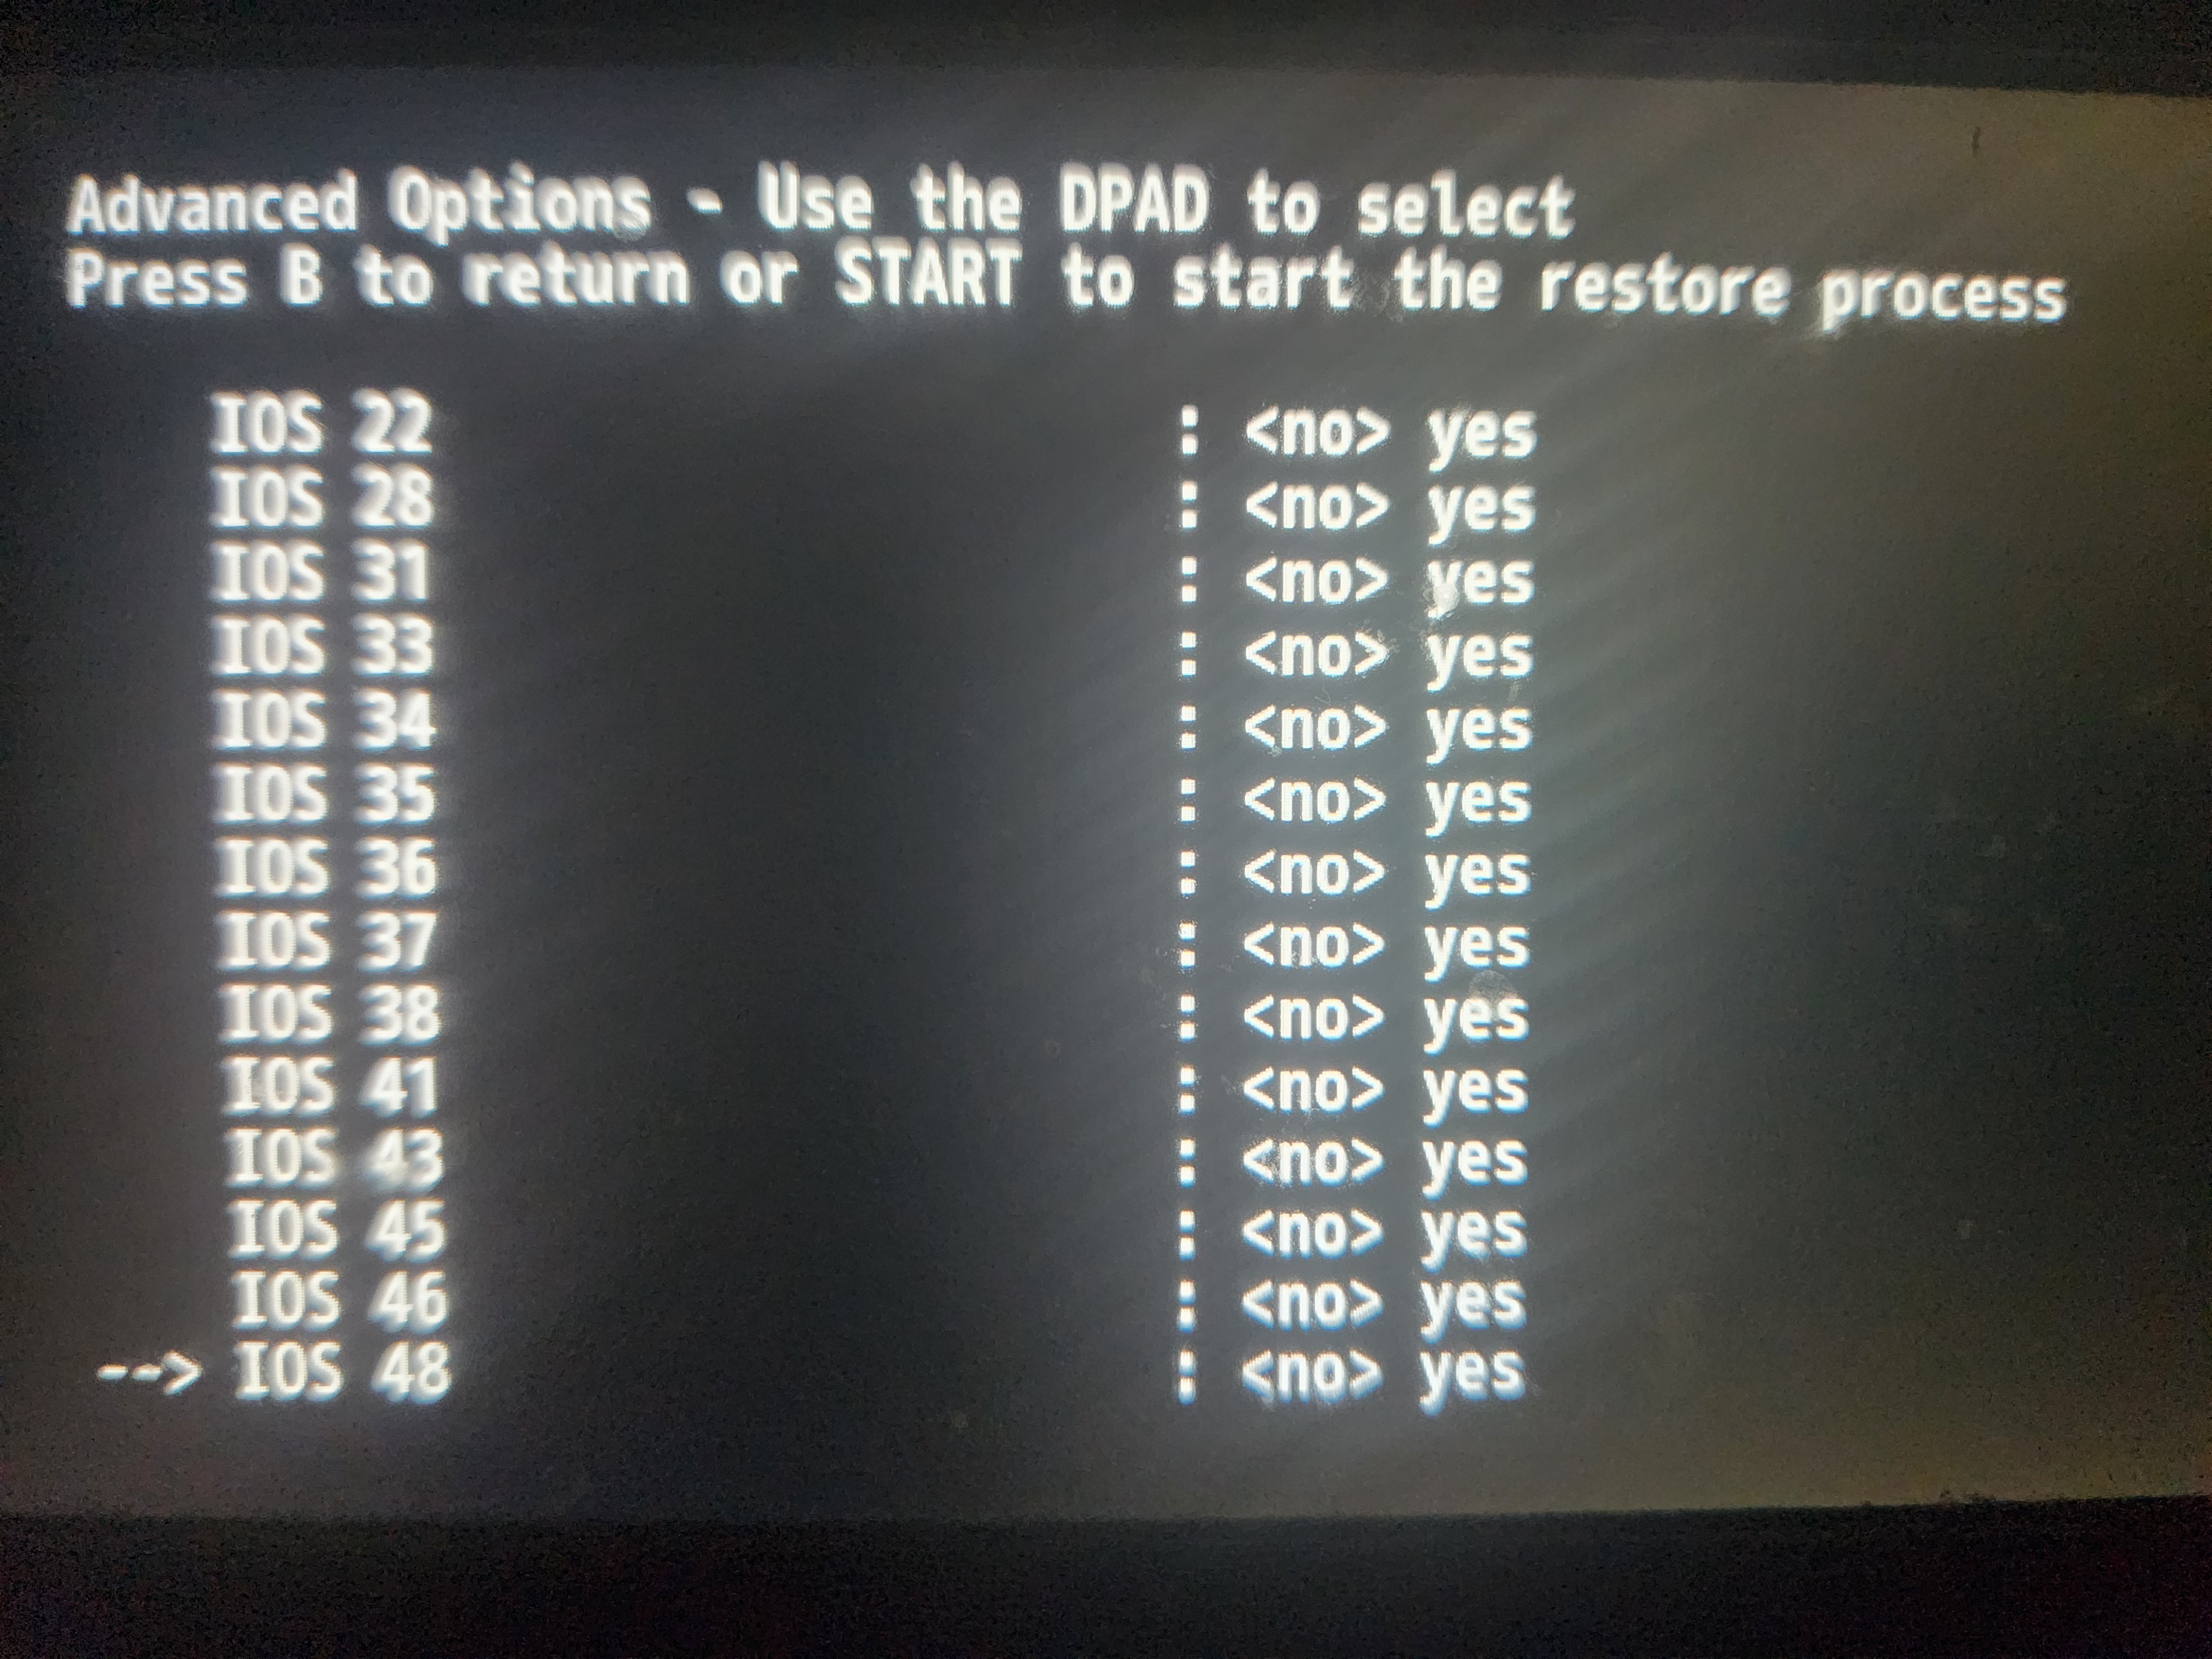 Advanced Options - Use the DPAD to select
Press B to return or START to start the restore process
IOS 22 : <no> yes
IOS 28 : <no> yes
IOS 31 : <no> yes
IOS 33 : <no> yes
IOS 34 : <no> yes
IOS 35 : <no> yes
IOS 36 : <no> yes
IOS 37 : <no> yes
IOS 38 : <no> yes
IOS 41 : <no> yes
IOS 43 : <no> yes
IOS 45 : <no> yes
IOS 46 : <no> yes
--> IOS 48 : <no> yes